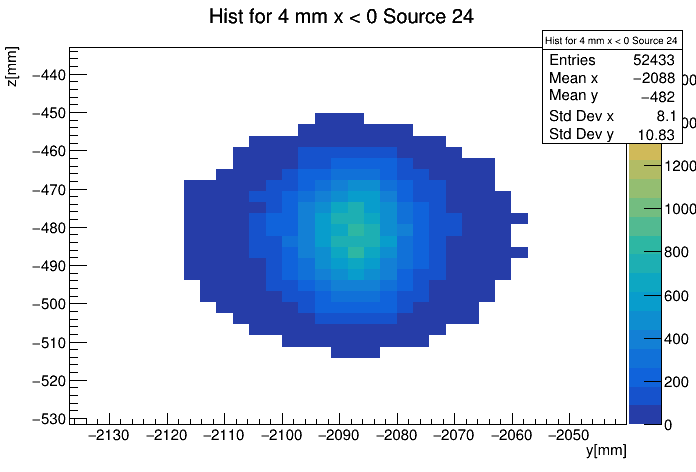 Hist for 4 mm x < 0 Source 24
z[mm]
Hist for 4 mm x < 0 Source 24
Entries 52433
Mean x −2088
Mean y −482
Std Dev x 8.1
Std Dev y 10.83
−440
−450
−460
−470
−480
−490
−500
−510
−520
−530
−2130 −2120 −2110 −2100 −2090 −2080 −2070 −2060 −2050
y[mm]
1200
1000
800
600
400
200
0